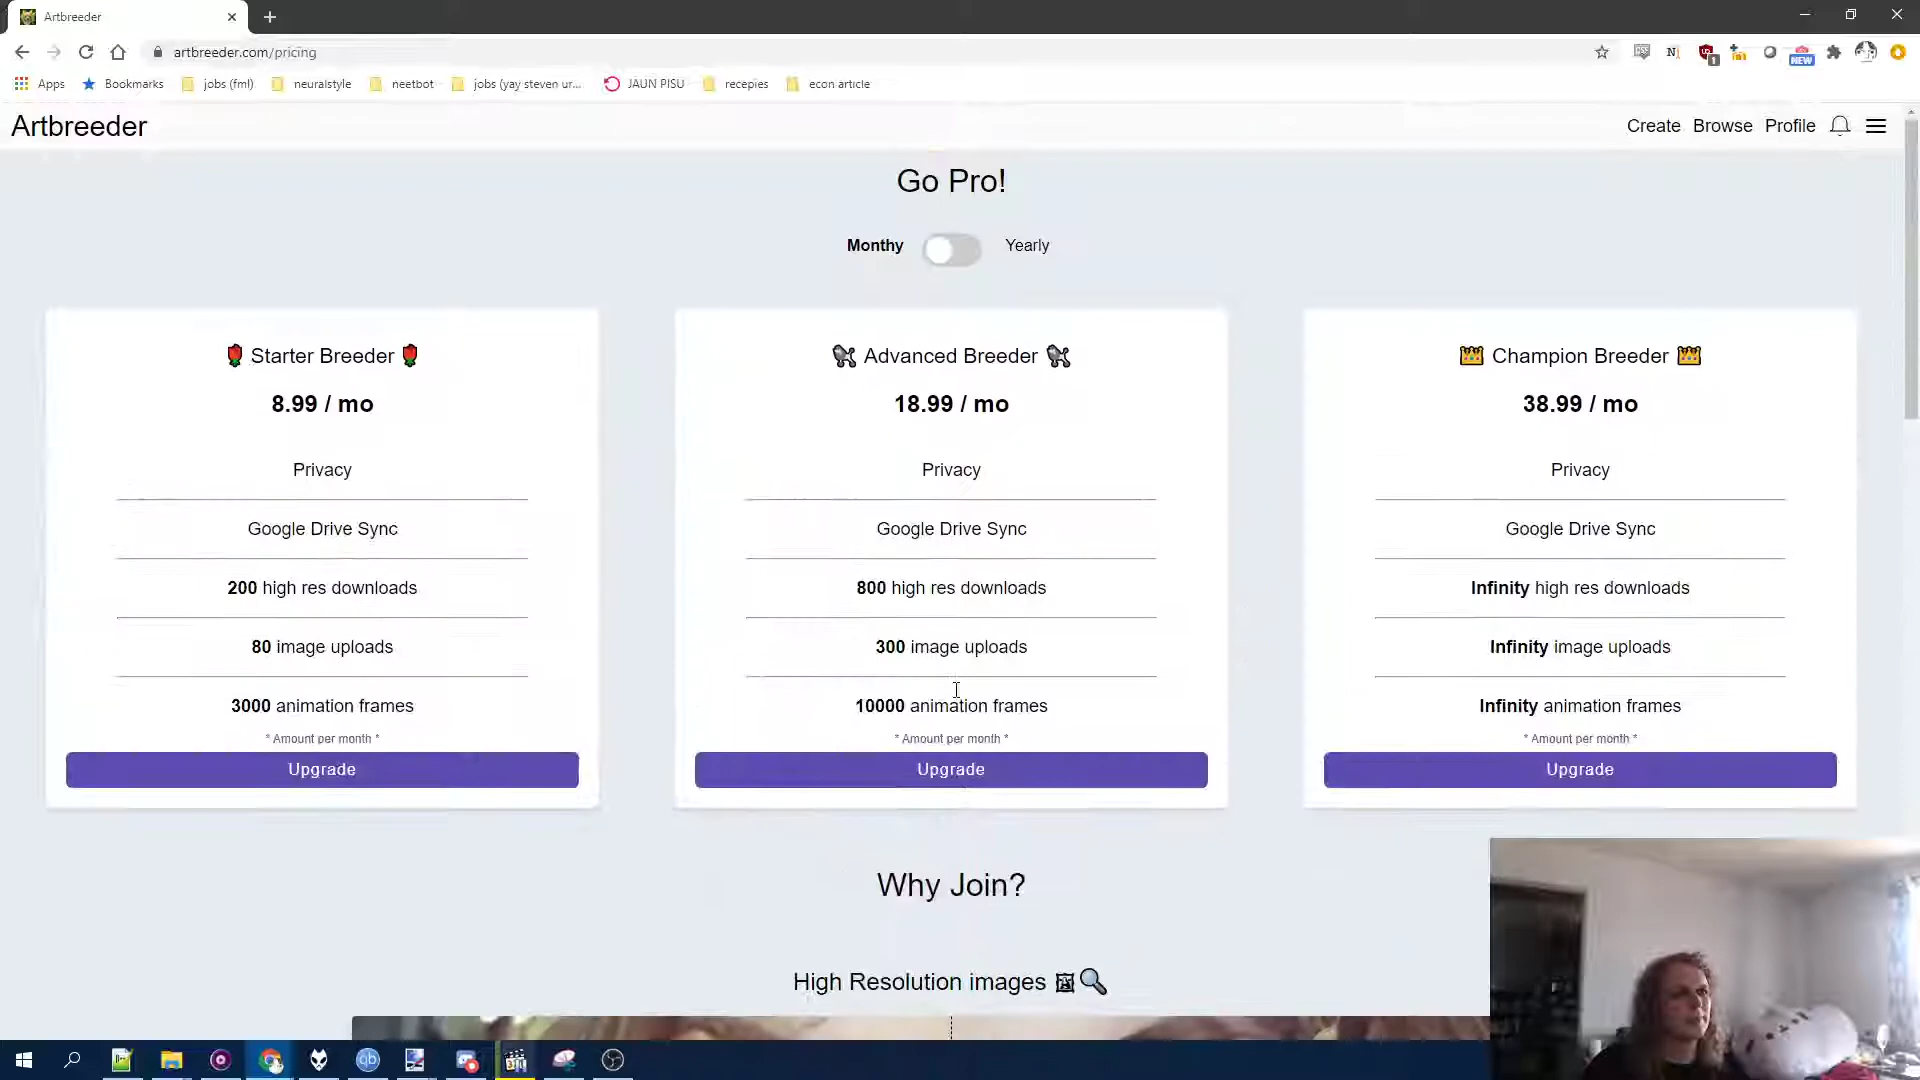 Artbreeder
artbreeder.com/pricing
NEW
1
Apps
Bookmarks
jobs (fml)
neuralstyle
neetbot
jobs (yay steven ur...
JAUN PISU
recepies
econ article
Artbreeder
Create Browse Profile
Go Pro!
Monthy Yearly
Starter Breeder
8.99 / mo
Privacy
Google Drive Sync
200 high res downloads
80 image uploads
3000 animation frames
* Amount per month *
Upgrade
Advanced Breeder
18.99 / mo
Privacy
Google Drive Sync
800 high res downloads
300 image uploads
10000 animation frames
* Amount per month *
Upgrade
Champion Breeder
38.99 / mo
Privacy
Google Drive Sync
Infinity high res downloads
Infinity image uploads
Infinity animation frames
* Amount per month *
Upgrade
Why Join?
High Resolution images
qb